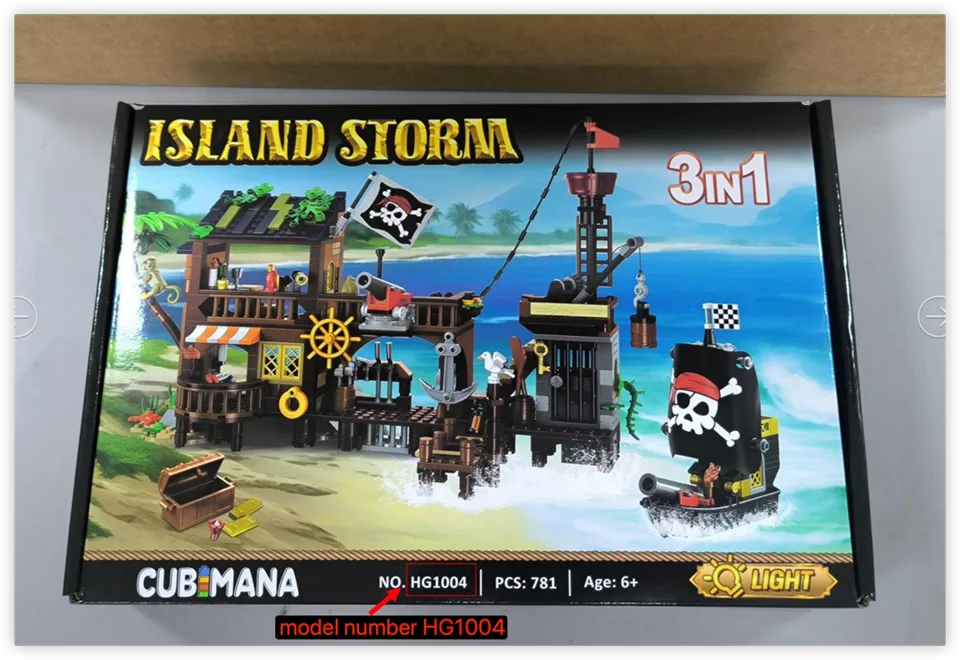 ISLAND STORM
3IN1
CUBIMANA
NO. HG1004 | PCS: 781 | Age: 6+
LIGHT
model number HG1004